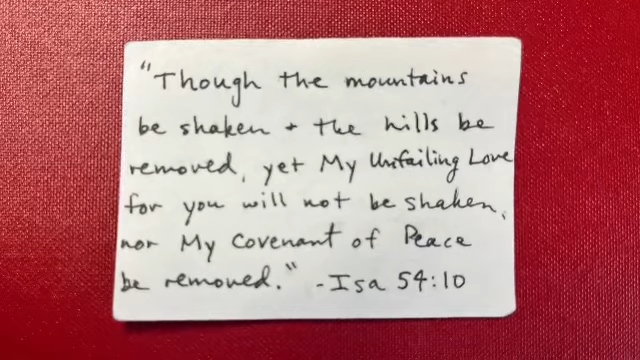 "Though the mountains
be shaken + the hills be
removed, yet My Unfailing Love
for you will not be shaken,
nor My Covenant of Peace
be removed." -Isa 54:10